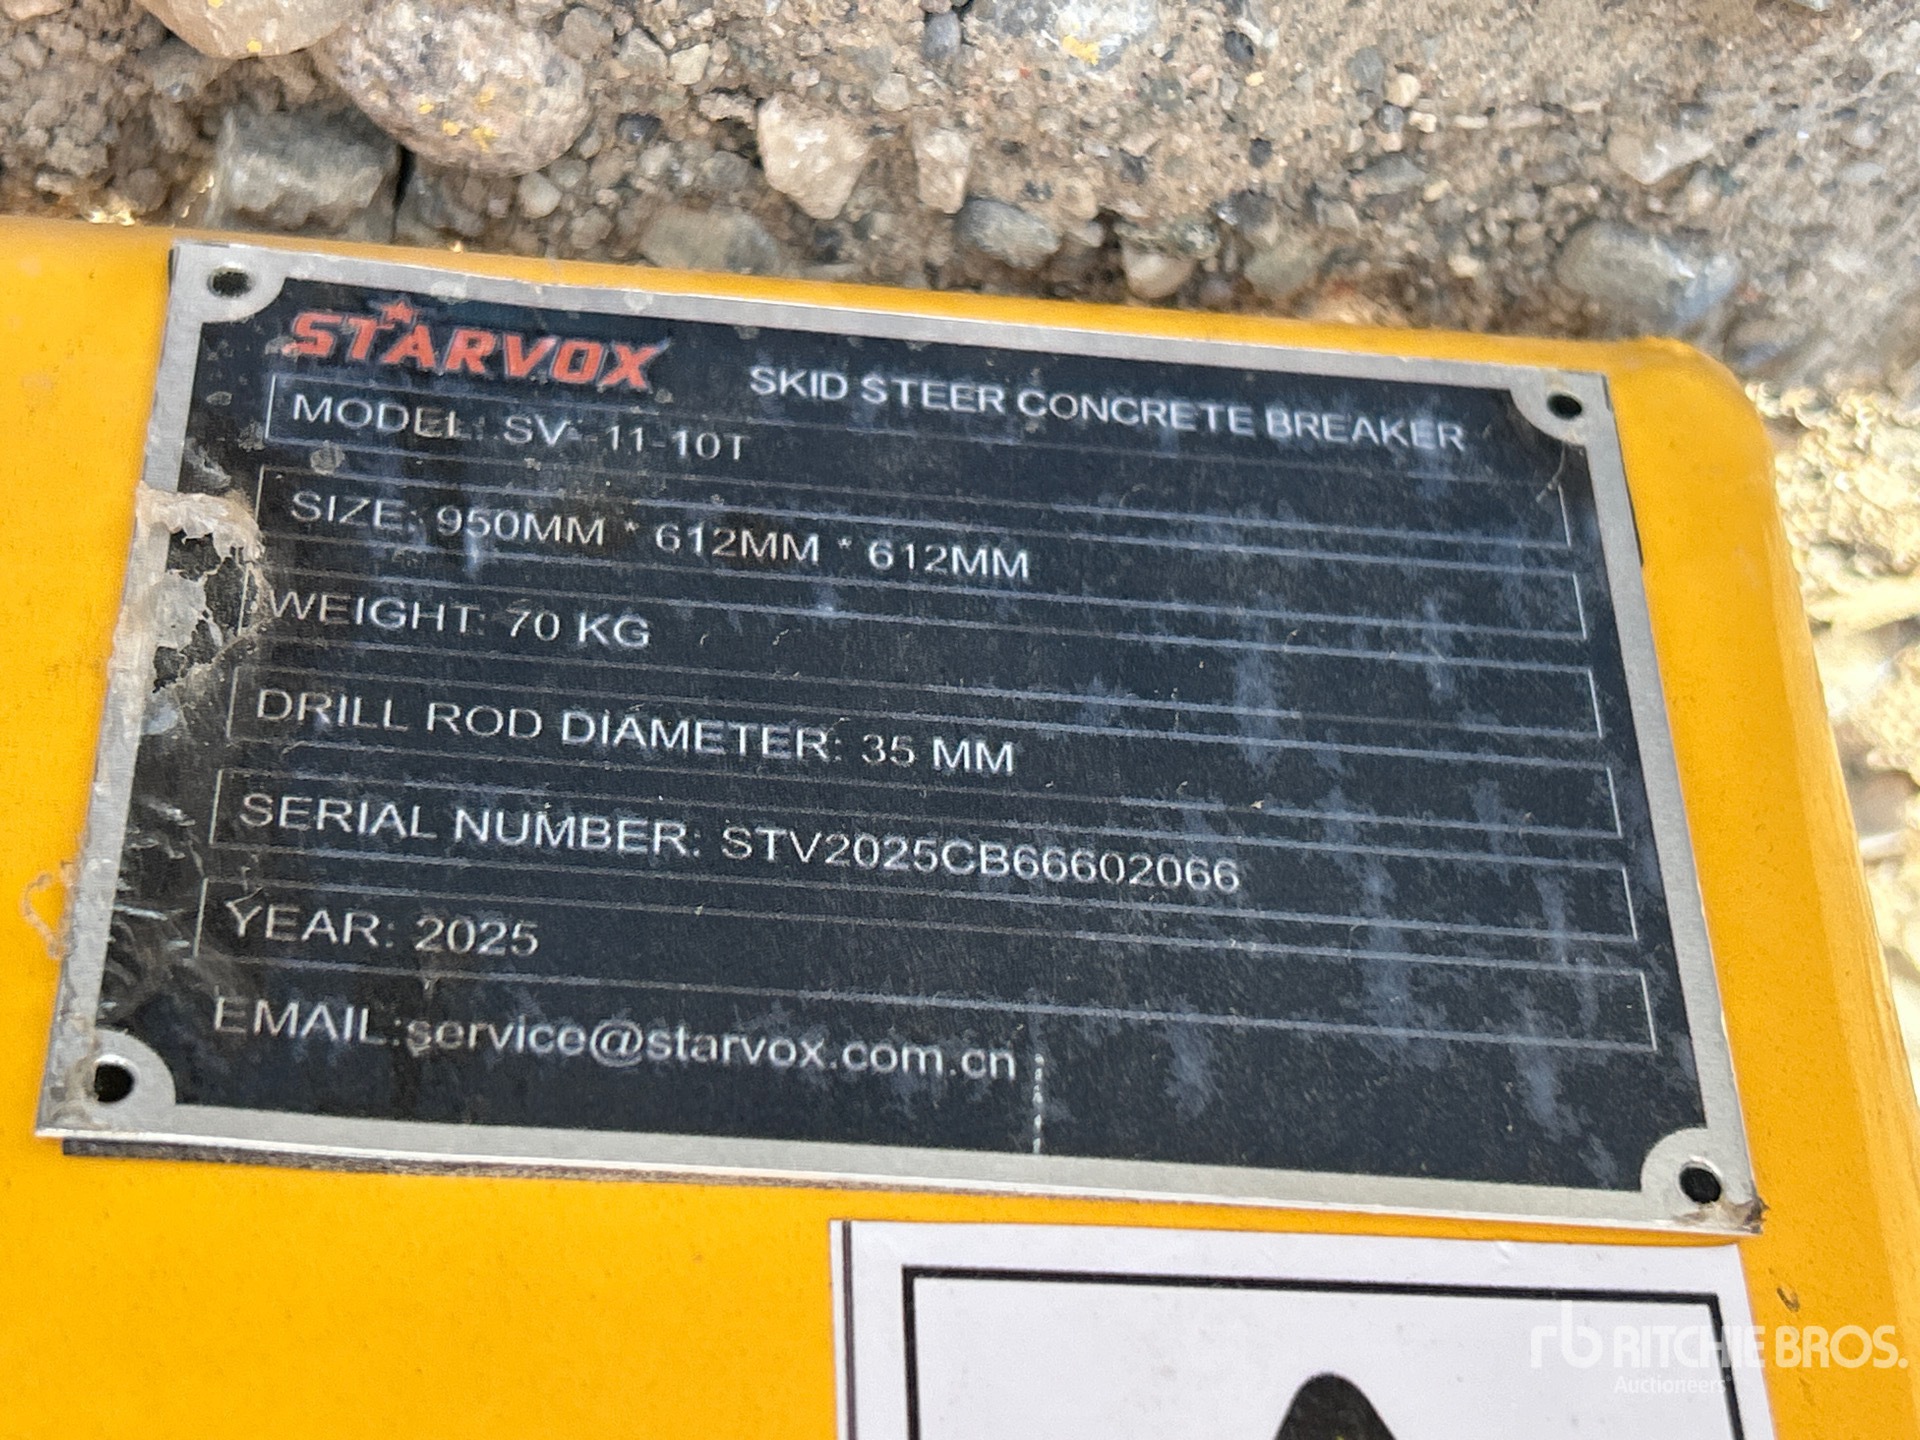 STARVOX
SKID STEER CONCRETE BREAKER
MODEL: SV -11-10T
SIZE: 950MM * 612MM * 612MM
WEIGHT: 70 KG
DRILL ROD DIAMETER: 35 MM
SERIAL NUMBER: STV2025CB66602066
YEAR: 2025
EMAIL:service@starvox.com.cn
rb RITCHIE BROS.
Auctioneers